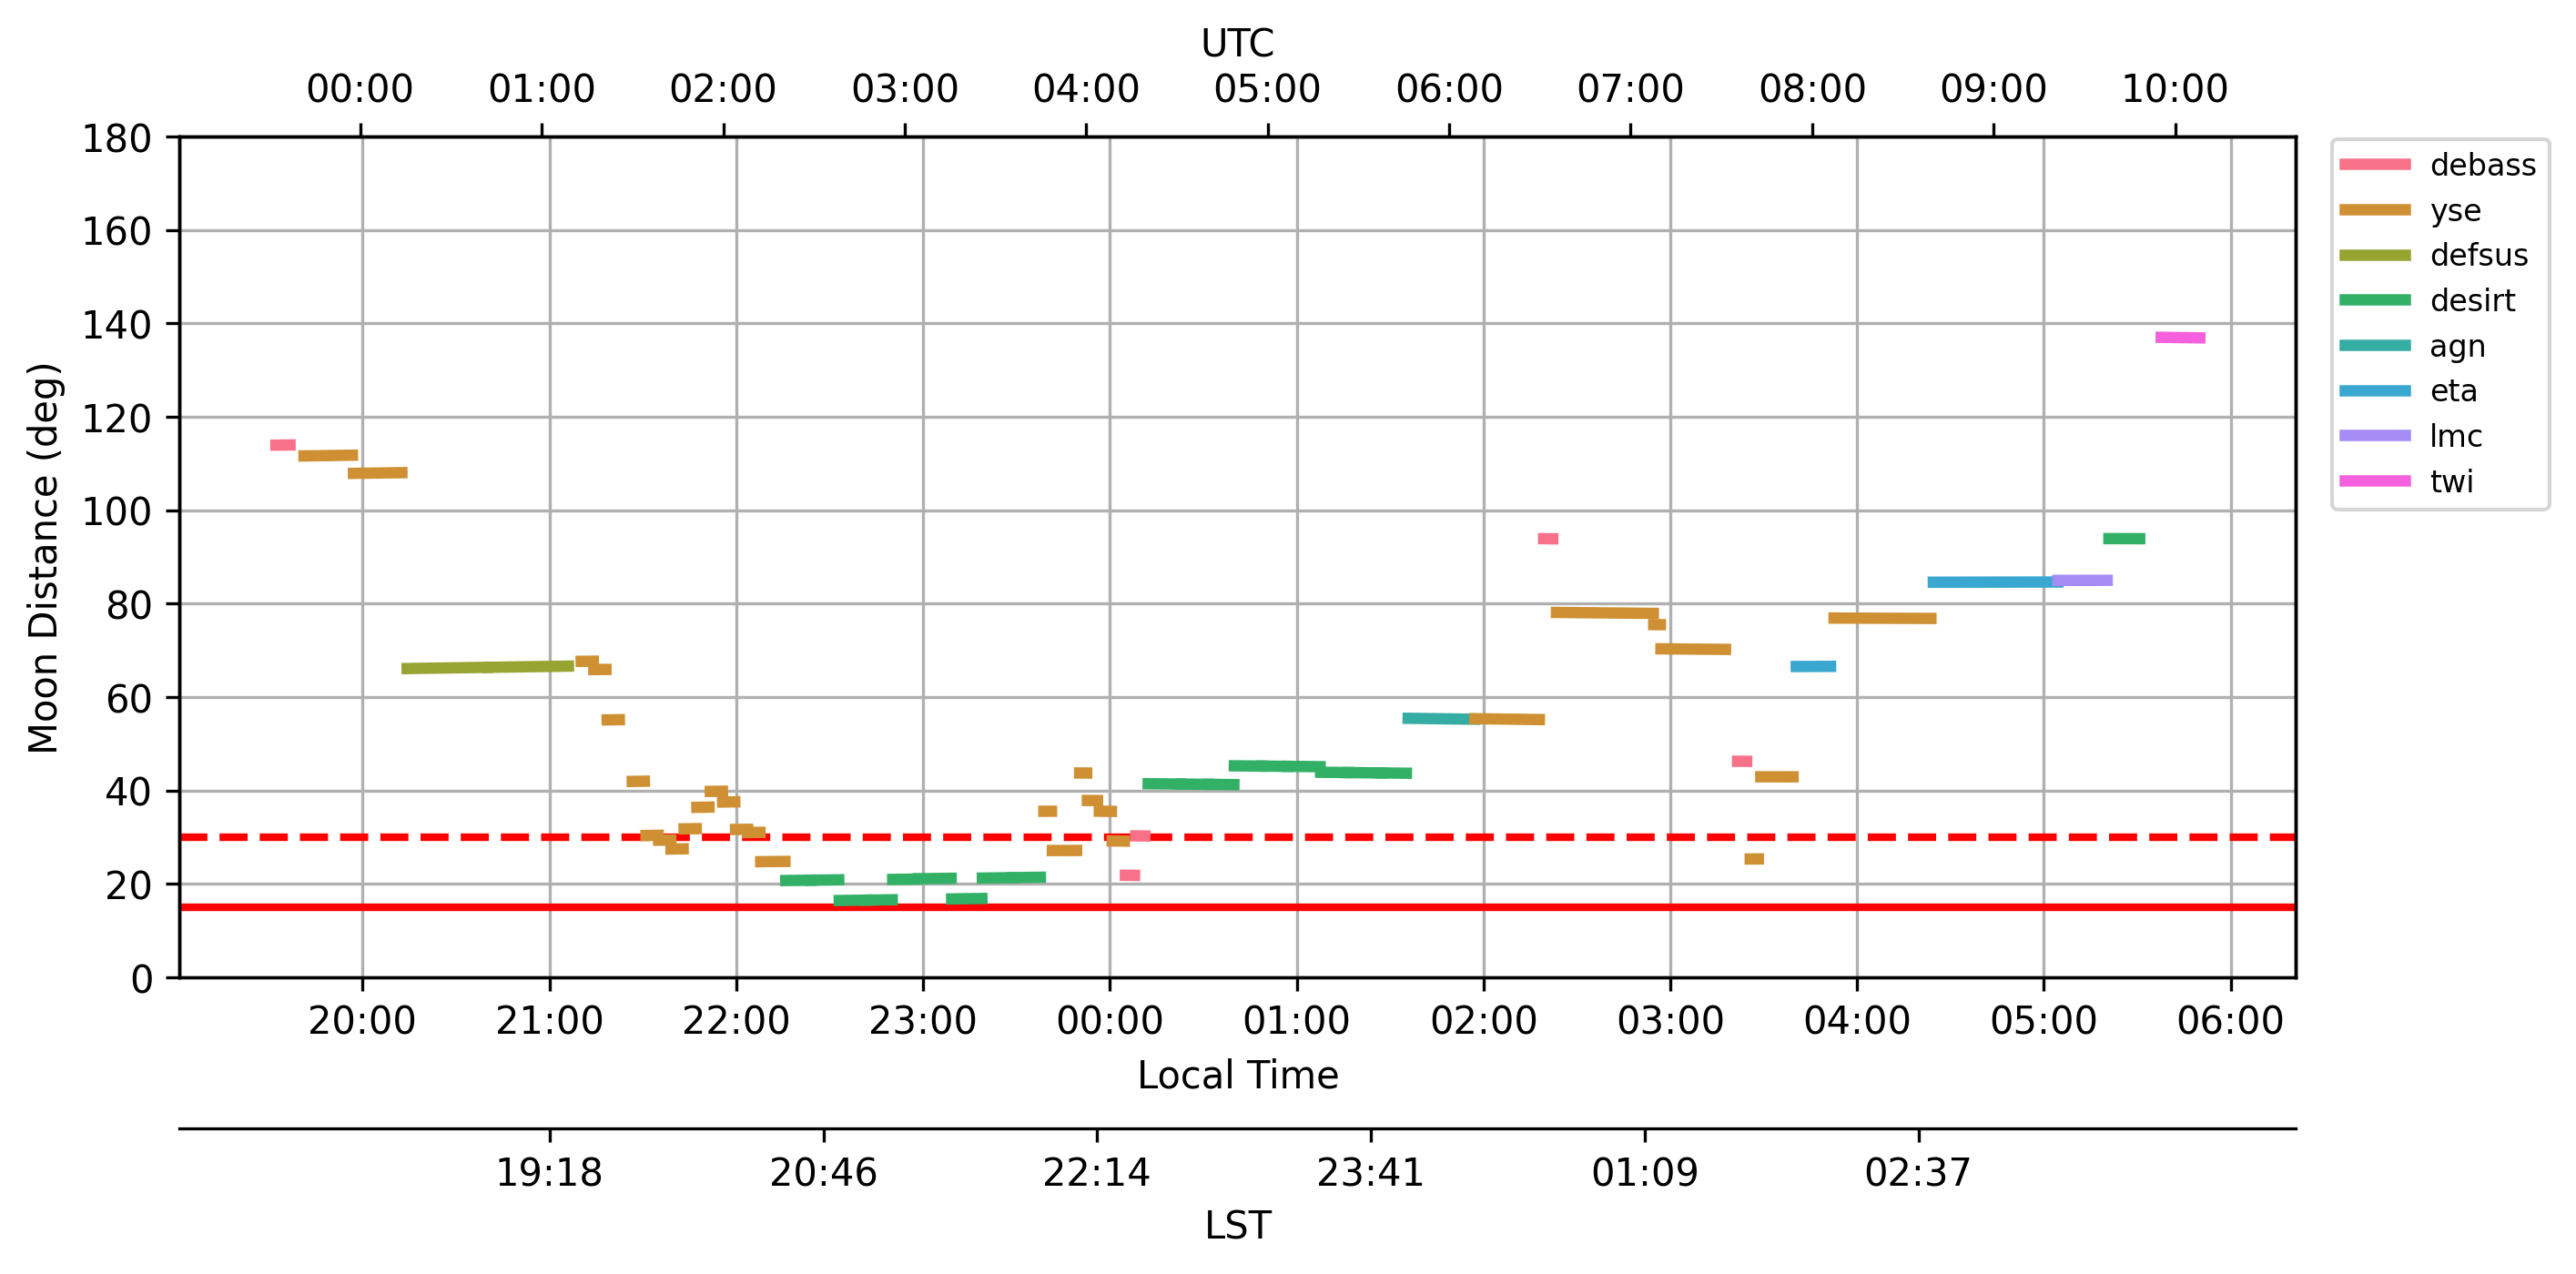 UTC
00:00 01:00 02:00 03:00 04:00 05:00 06:00 07:00 08:00 09:00 10:00
180
160
140
120
100
80
60
40
20
0
Moon Distance (deg)
debass
yse
defsus
desirt
agn
eta
lmc
twi
20:00 21:00 22:00 23:00 00:00 01:00 02:00 03:00 04:00 05:00 06:00
Local Time
19:18 20:46 22:14 23:41 01:09 02:37
LST